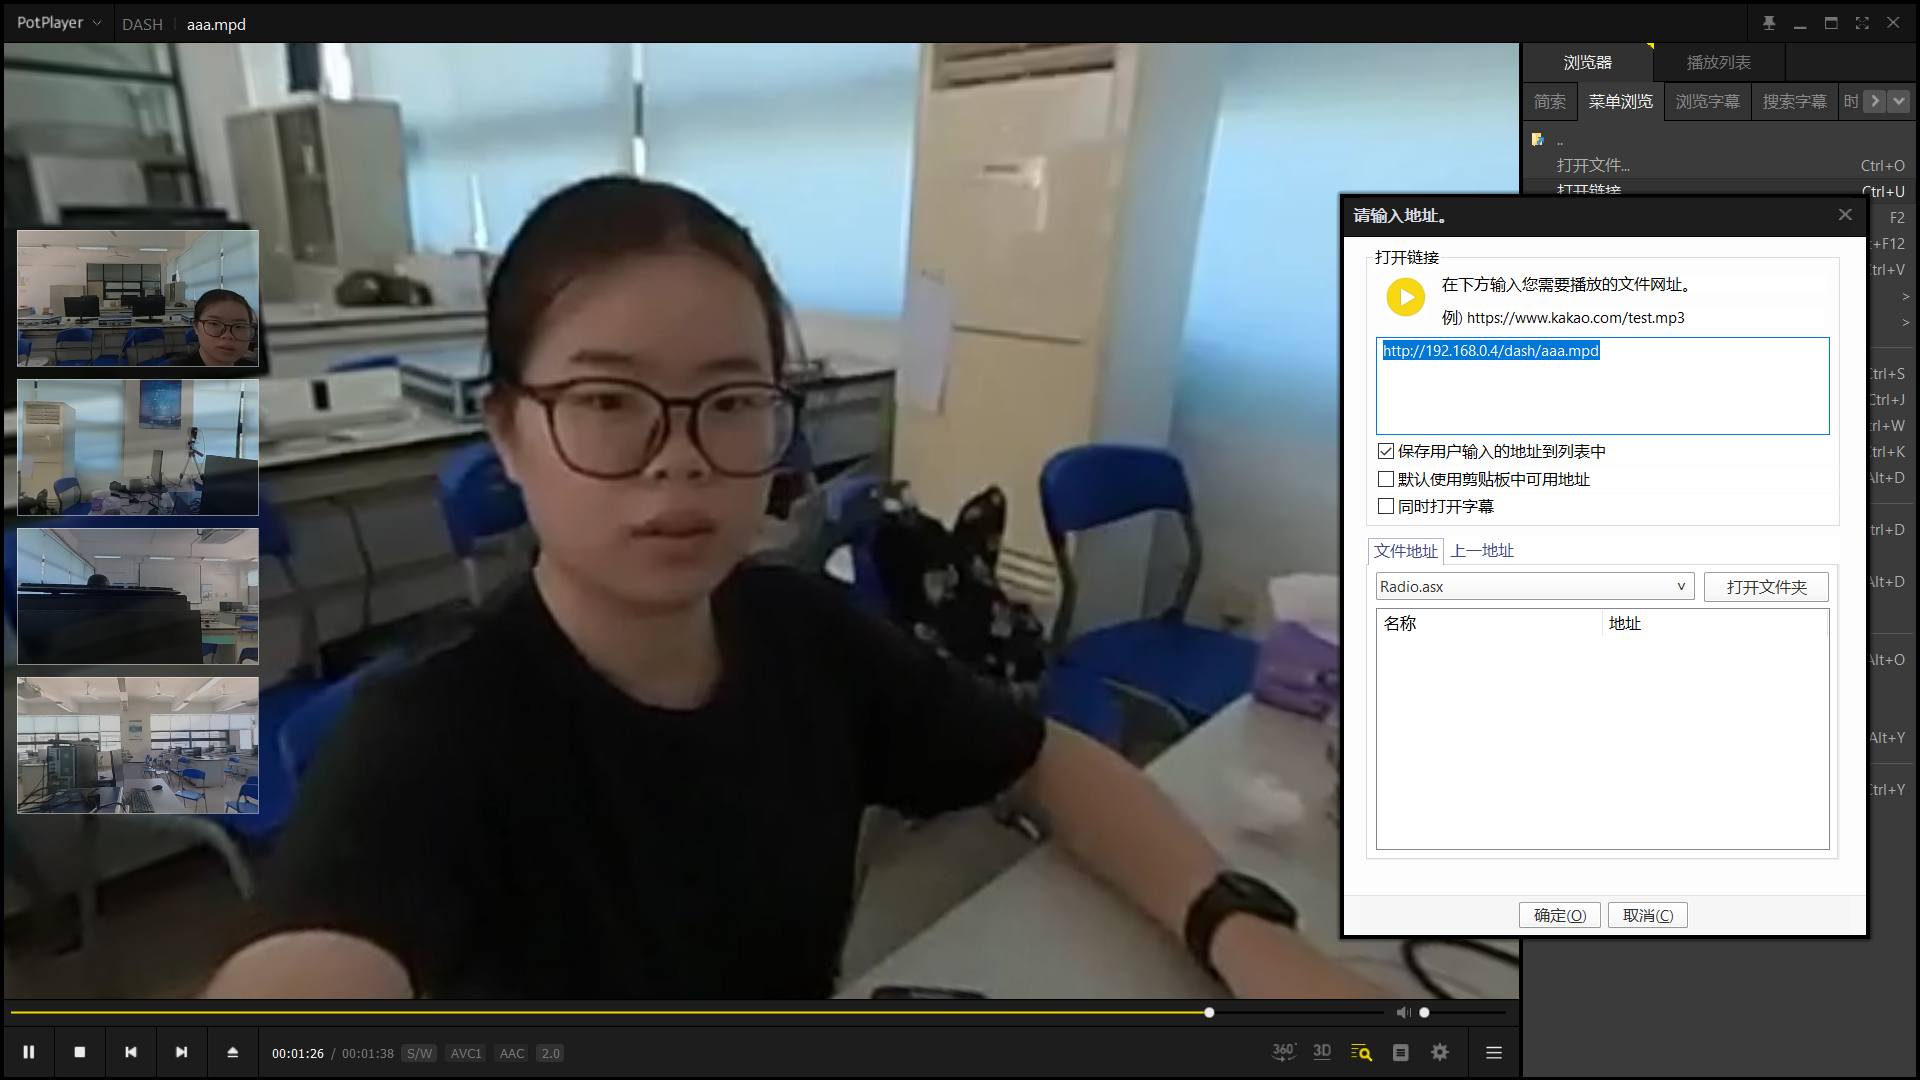 PotPlayer
DASH
aaa.mpd
浏览器
播放列表
简索
菜单浏览
浏览字幕
搜索字幕
时
..
打开文件...
Ctrl+O
打开链接
Ctrl+U
F2
t+F12
trl+V
>
>
Ctrl+S
Ctrl+J
trl+W
trl+K
Alt+D
trl+D
Alt+D
Alt+O
Alt+Y
Ctrl+Y
请输入地址。
打开链接
在下方输入您需要播放的文件网址。
例) https://www.kakao.com/test.mp3
http://192.168.0.4/dash/aaa.mpd
保存用户输入的地址到列表中
默认使用剪贴板中可用地址
同时打开字幕
文件地址
上一地址
Radio.asx
打开文件夹
名称
地址
确定(O)
取消(C)
00:01:26 / 00:01:38
S/W
AVC1
AAC
2.0
360°
3D